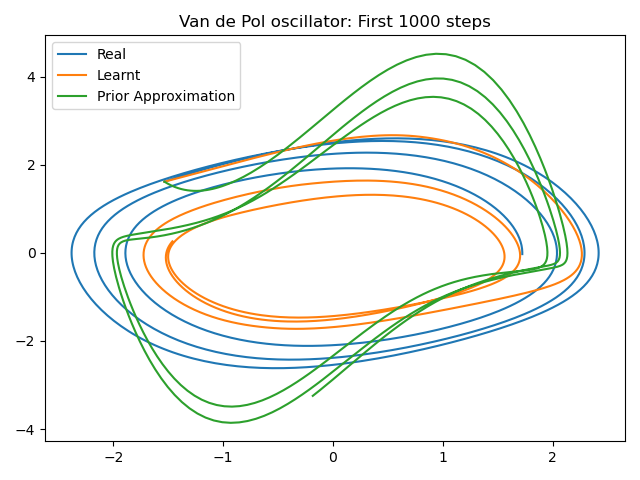 Van de Pol oscillator: First 1000 steps
Real
Learnt
Prior Approximation
4
2
0
−2
−4
−2
−1
0
1
2